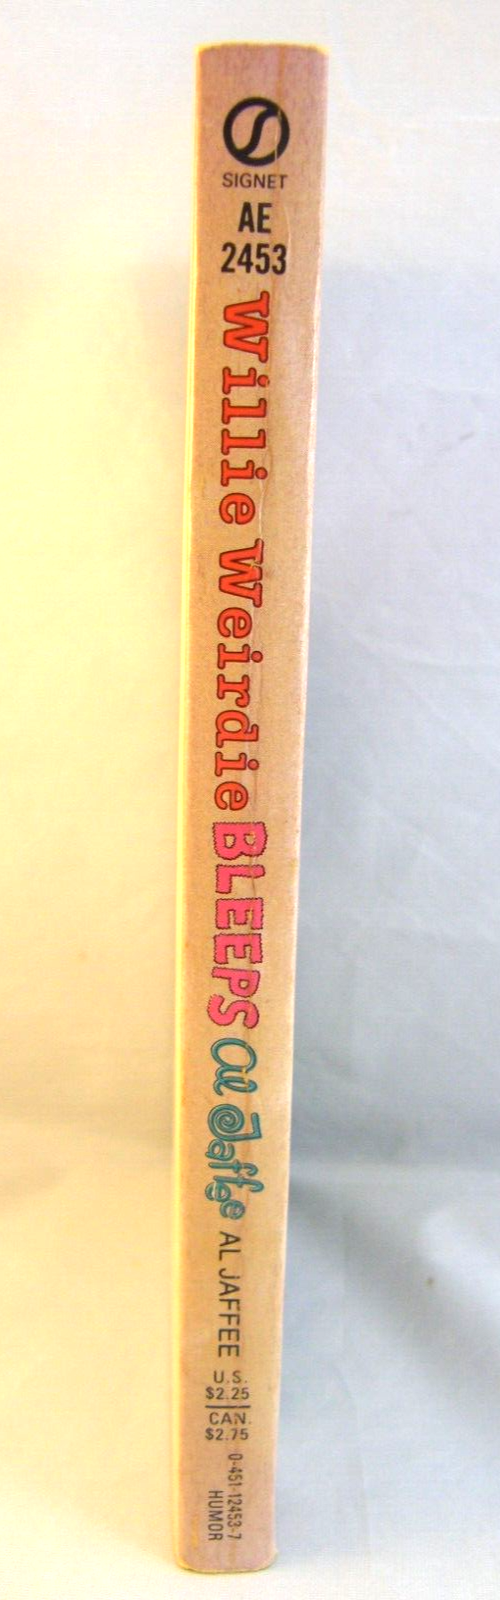 SIGNET
AE
2453
Willie Weirdie BLEEPS Al Jaffee AL JAFFEE
U.S.
$2.25
CAN.
$2.75
0-451-12453-7
HUMOR